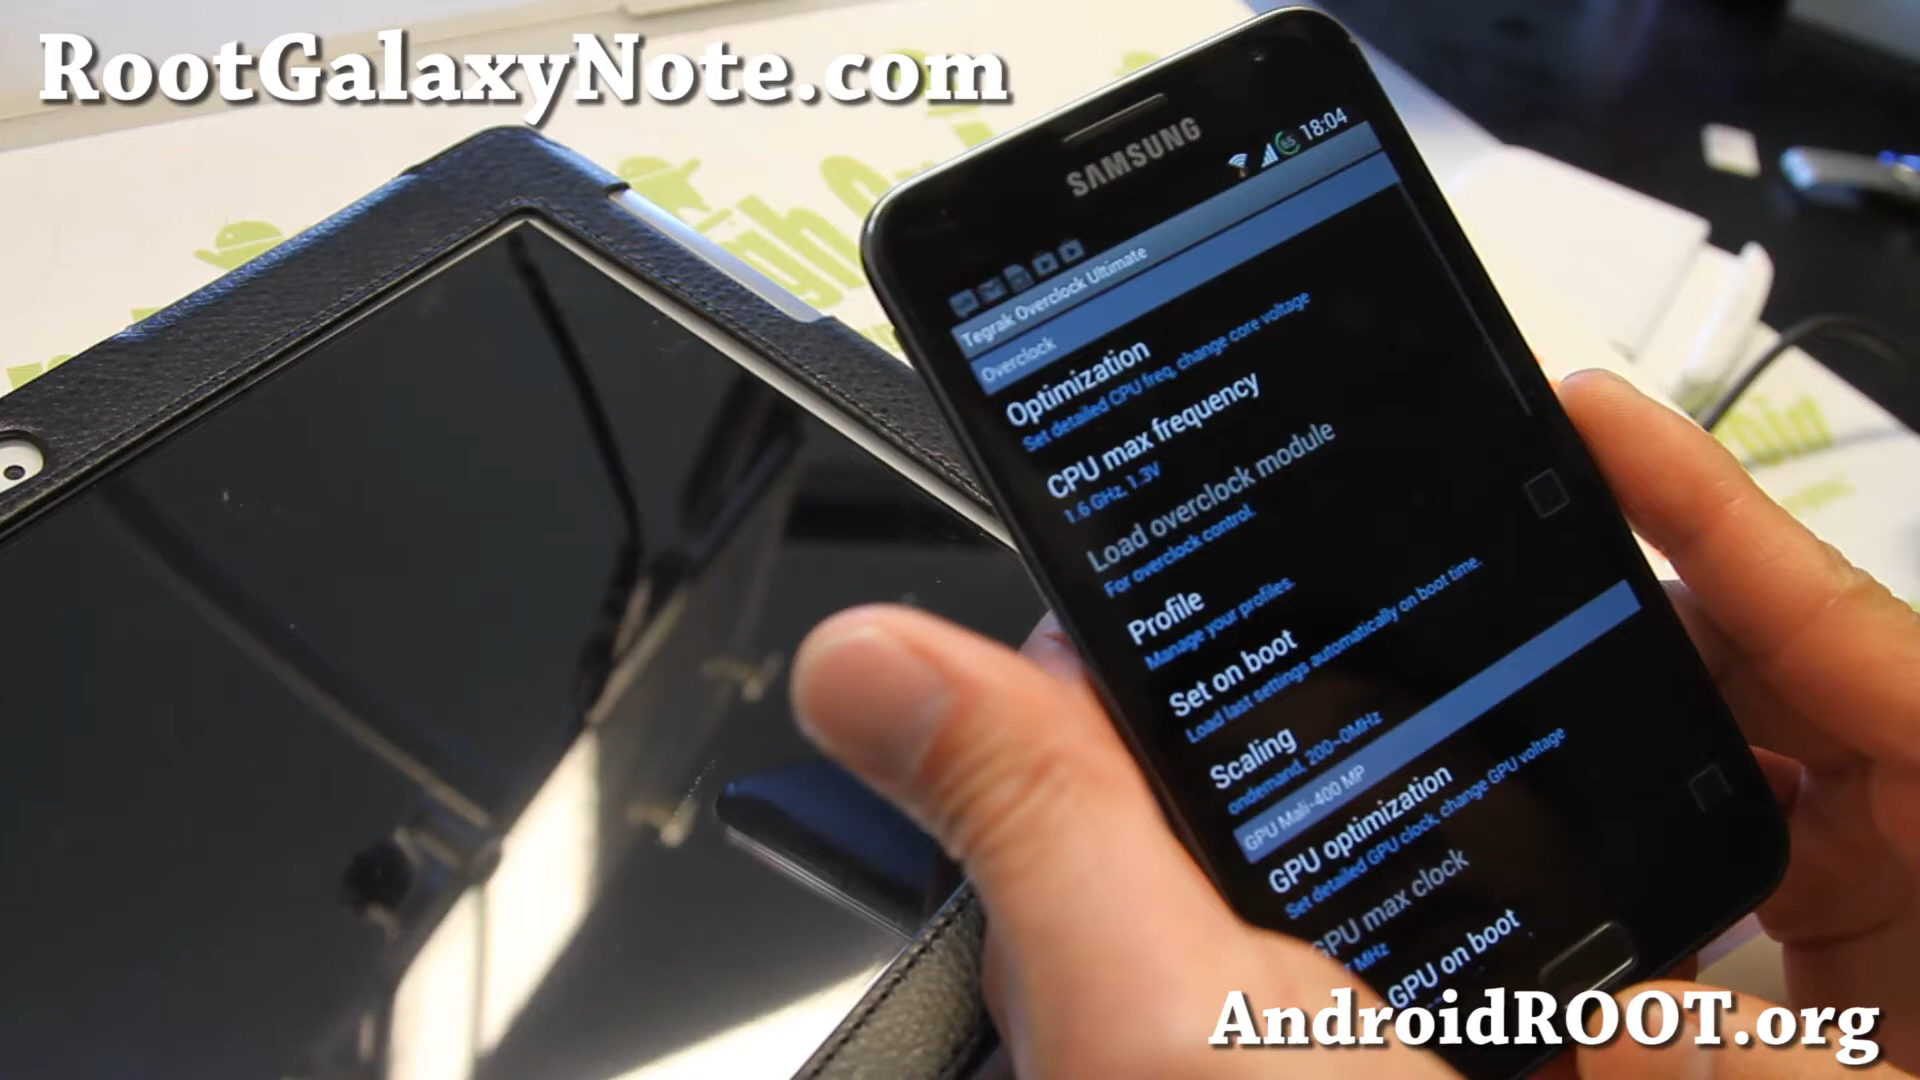 RootGalaxyNote.com
SAMSUNG
65 18:04
Tegrak Overclock Ultimate
Overclock
Optimization
Set detailed CPU freq, change core voltage
CPU max frequency
1.6 GHz, 1.3V
Load overclock module
For overclock control.
Profile
Manage your profiles.
Set on boot
Load last settings automatically on boot time.
Scaling
ondemand, 200~0MHz
GPU Mali-400 MP
GPU optimization
Set detailed GPU clock, change GPU voltage
GPU max clock
MHz
GPU on boot
AndroidROOT.org